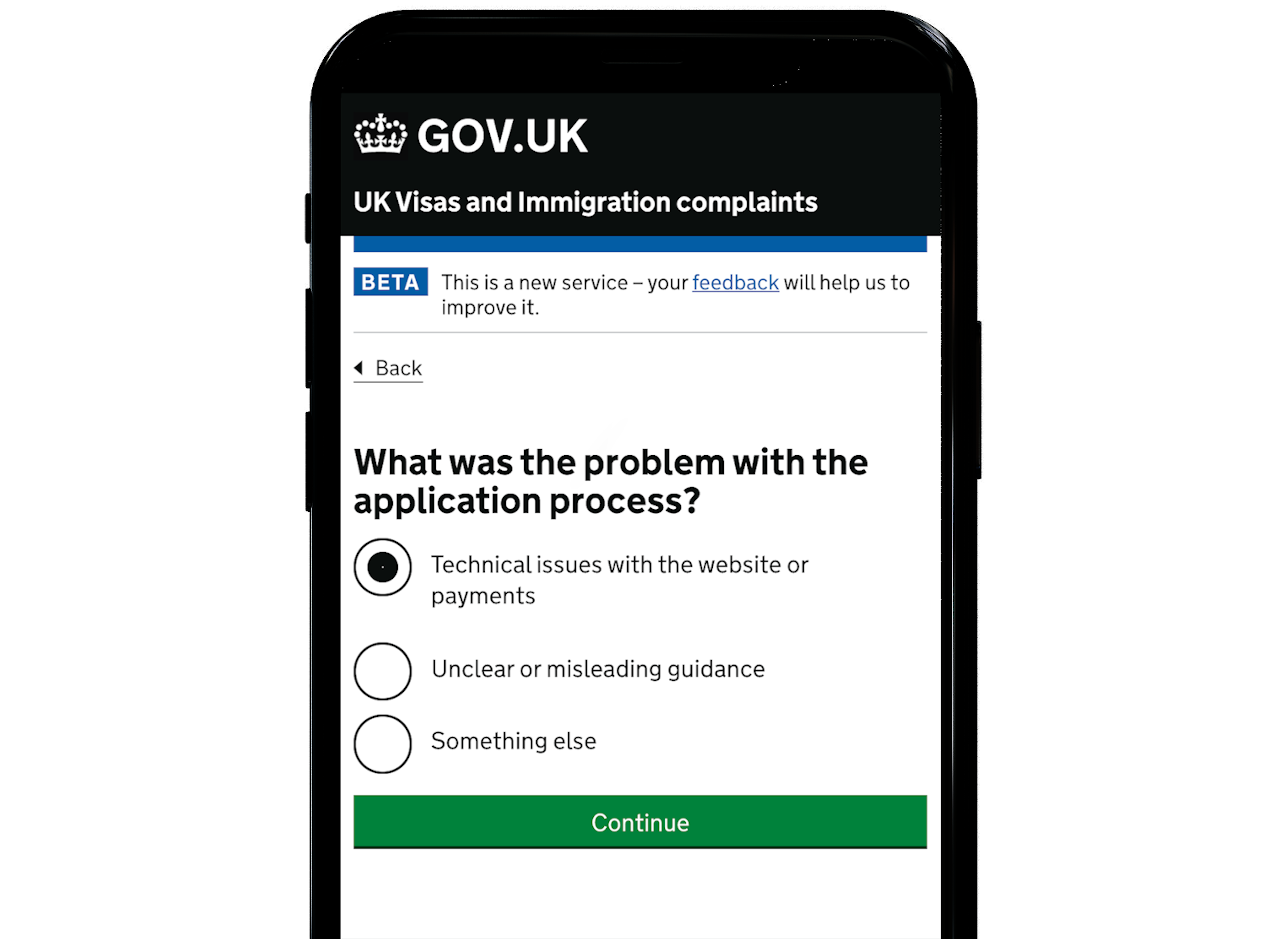 GOV.UK
UK Visas and Immigration complaints
BETA This is a new service – your feedback will help us to
improve it.
Back
What was the problem with the
application process?
Technical issues with the website or
payments
Unclear or misleading guidance
Something else
Continue